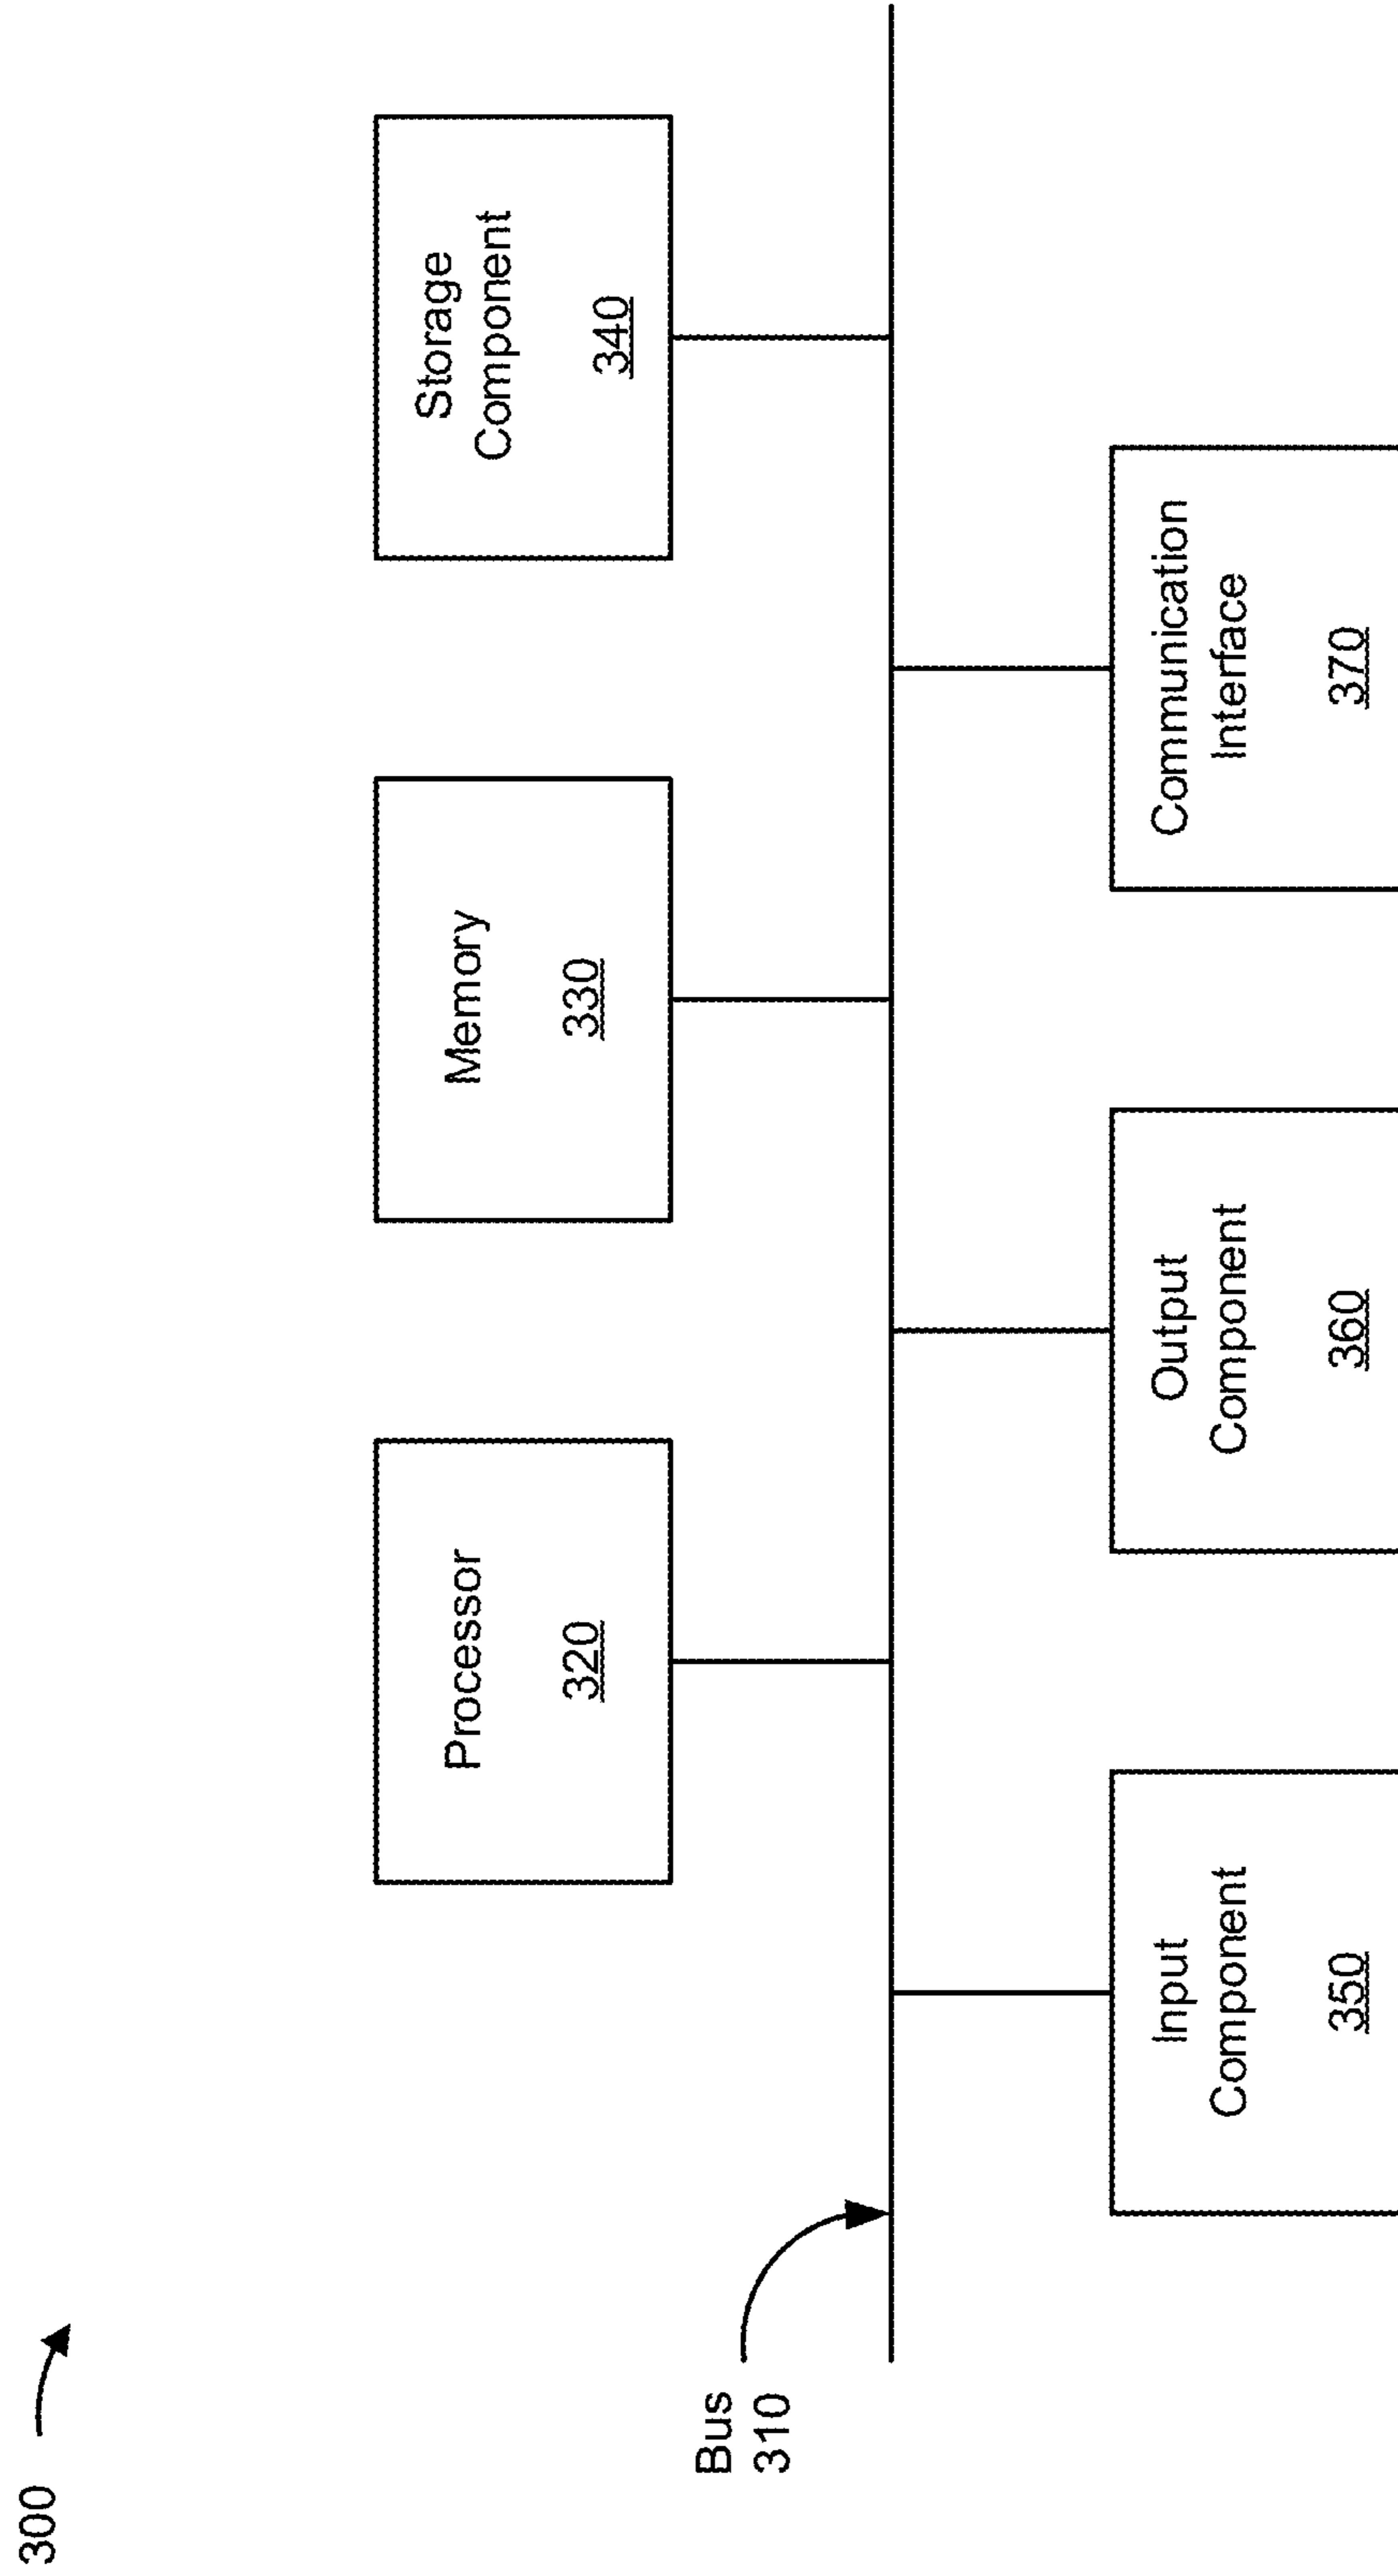 300
Processor
320
Memory
330
Storage
Component
340
Bus
310
Input
Component
350
Output
Component
360
Communication
Interface
370